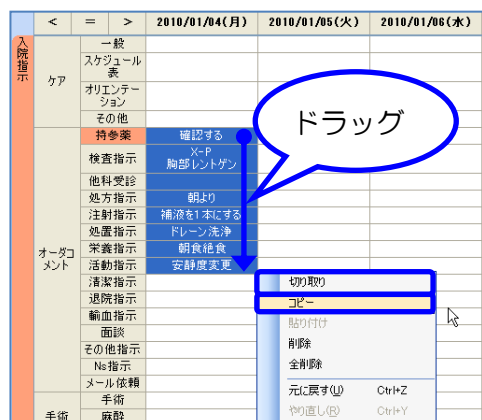 < = > 2010/01/04(月) 2010/01/05(火) 2010/01/06(水)
入院指示
ケア
一般
スケジュール
表
オリエンテー
ション
その他
オーダコ
メント
持参薬 確認する
検査指示 X-P
胸部レントゲン
他科受診
処方指示 朝より
注射指示 補液を1本にする
処置指示 ドレーン洗浄
栄養指示 朝食絶食
活動指示 安静度変更
清潔指示
退院指示
輸血指示
面談
その他指示
Ns指示
メール依頼
手術
手術
麻酔
ドラッグ
切り取り
コピー
貼り付け
削除
全削除
元に戻す(U) Ctrl+Z
やり直し(R) Ctrl+Y